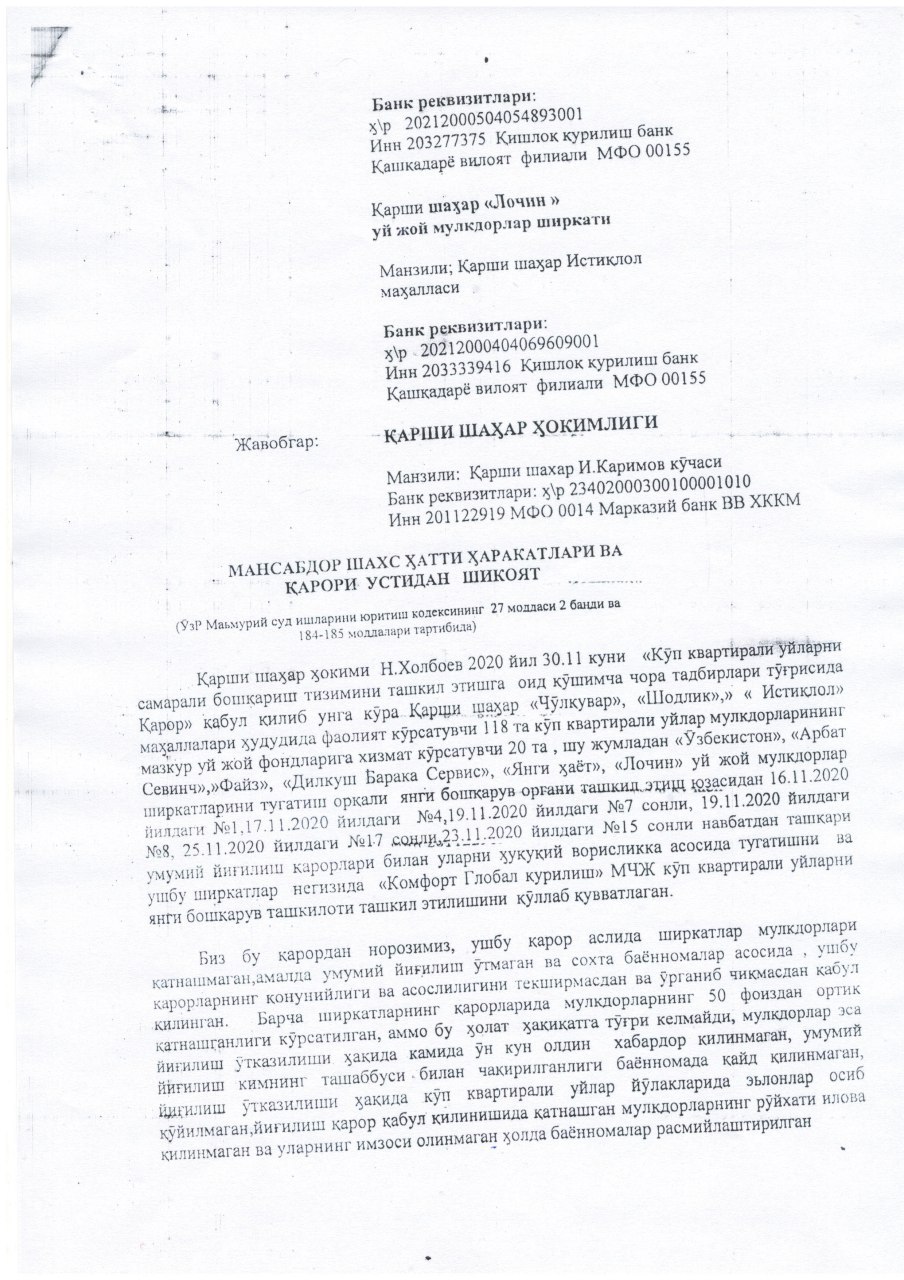 Банк реквизитлари:
ҳ\р 20212000504054893001
Инн 203277375 Қишлоқ қурилиш банк
Қашкадарё вилоят филиали МФО 00155
Қарши шаҳар «Лочин »
уй жой мулкдорлар ширкати
Манзили; Қарши шаҳар Истиқлол
маҳалласи
Банк реквизитлари:
ҳ\р 20212000404069609001
Инн 2033339416 Қишлоқ қурилиш банк
Қашкадарё вилоят филиали МФО 00155
Жавобгар: ҚАРШИ ШАҲАР ҲОКИМЛИГИ
Манзили: Қарши шахар И.Каримов кўчаси
Банк реквизитлари: ҳ\р 23402000300100001010
Инн 201122919 МФО 0014 Марказий банк ВВ ХККМ
МАНСАБДОР ШАХС ҲАТТИ ҲАРАКАТЛАРИ ВА
ҚАРОРИ УСТИДАН ШИКОЯТ
(ЎзР Маьмурий суд ишларини юритиш кодексининг 27 моддаси 2 банди ва
184-185 моддалари тартибида)
Қарши шаҳар ҳокими Н.Холбоев 2020 йил 30.11 куни «Кўп квартирали уйларни
самарали бошқариш тизимини ташкил этишга оид қўшимча чора тадбирлари тўғрисида
Қарор» қабул қилиб унга кўра Қарши шаҳар «Чўлқувар», «Шодлик»,» « Истиқлол»
маҳаллалари ҳудудида фаолият кўрсатувчи 118 та кўп квартирали уйлар мулкдорларининг
мазкур уй жой фондларига хизмат кўрсатувчи 20 та , шу жумладан «Ўзбекистон», «Арбат
Севинч»,»Файз», «Дилкуш Барака Сервис», «Янги ҳаёт», «Лочин» уй жой мулкдорлар
ширкатларини тугатиш орқали янги бошқарув органи ташкил этиш юзасидан 16.11.2020
йилдаги №1,17.11.2020 йилдаги №4,19.11.2020 йилдаги №7 сонли, 19.11.2020 йилдаги
№8, 25.11.2020 йилдаги №17 сонли,23.11.2020 йилдаги №15 сонли навбатдан ташқари
умумий йиғилиш карорлари билан уларни ҳуқуқий ворисликка асосида тугатишни ва
ушбу ширкатлар негизида «Комфорт Глобал қурилиш» МЧЖ кўп квартирали уйларни
янги бошқарув ташкилоти ташкил этилишини қўллаб қувватлаган.
Биз бу қарордан норозимиз, ушбу қарор аслида ширкатлар мулкдорлари
қатнашмаган,амалда умумий йиғилиш ўтмаган ва сохта баённомалар асосида , ушбу
қарорларнинг қонунийлиги ва асослилигини текширмасдан ва ўрганиб чиқмасдан қабул
қилинган. Барча ширкатларнинг қарорларида мулкдорларнинг 50 фоиздан ортиқ
қатнашганлиги кўрсатилган, аммо бу ҳолат ҳақиқатга тўғри келмайди, мулкдорлар эса
йиғилиш ўтказилиши ҳақида камида ўн кун олдин хабардор қилинмаган, умумий
йиғилиш кимнинг ташаббуси билан чақирилганлиги баённомада қайд қилинмаган,
йиғилиш ўтказилиши ҳақида кўп квартирали уйлар йўлакларида эълонлар осиб
қўйилмаган,йиғилиш қарор қабул қилинишида қатнашган мулкдорларнинг рўйхати илова
қилинмаган ва уларнинг имзоси олинмаган ҳолда баённомалар расмийлаштирилган